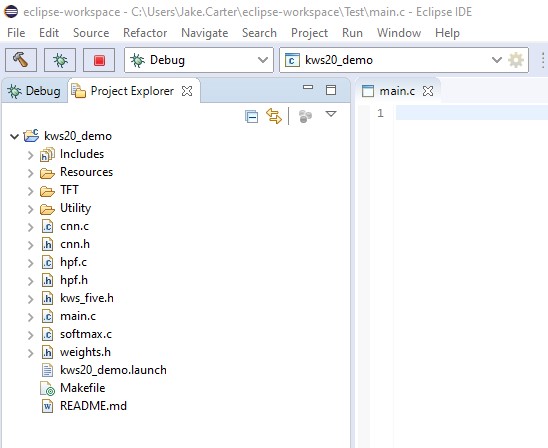 eclipse-workspace - C:\Users\Jake.Carter\eclipse-workspace\Test\main.c - Eclipse IDE
File Edit Source Refactor Navigate Search Project Run Window Help
Debug kws20_demo
Debug Project Explorer main.c
1
kws20_demo
Includes
Resources
TFT
Utility
cnn.c
cnn.h
hpf.c
hpf.h
kws_five.h
main.c
softmax.c
weights.h
kws20_demo.launch
Makefile
README.md